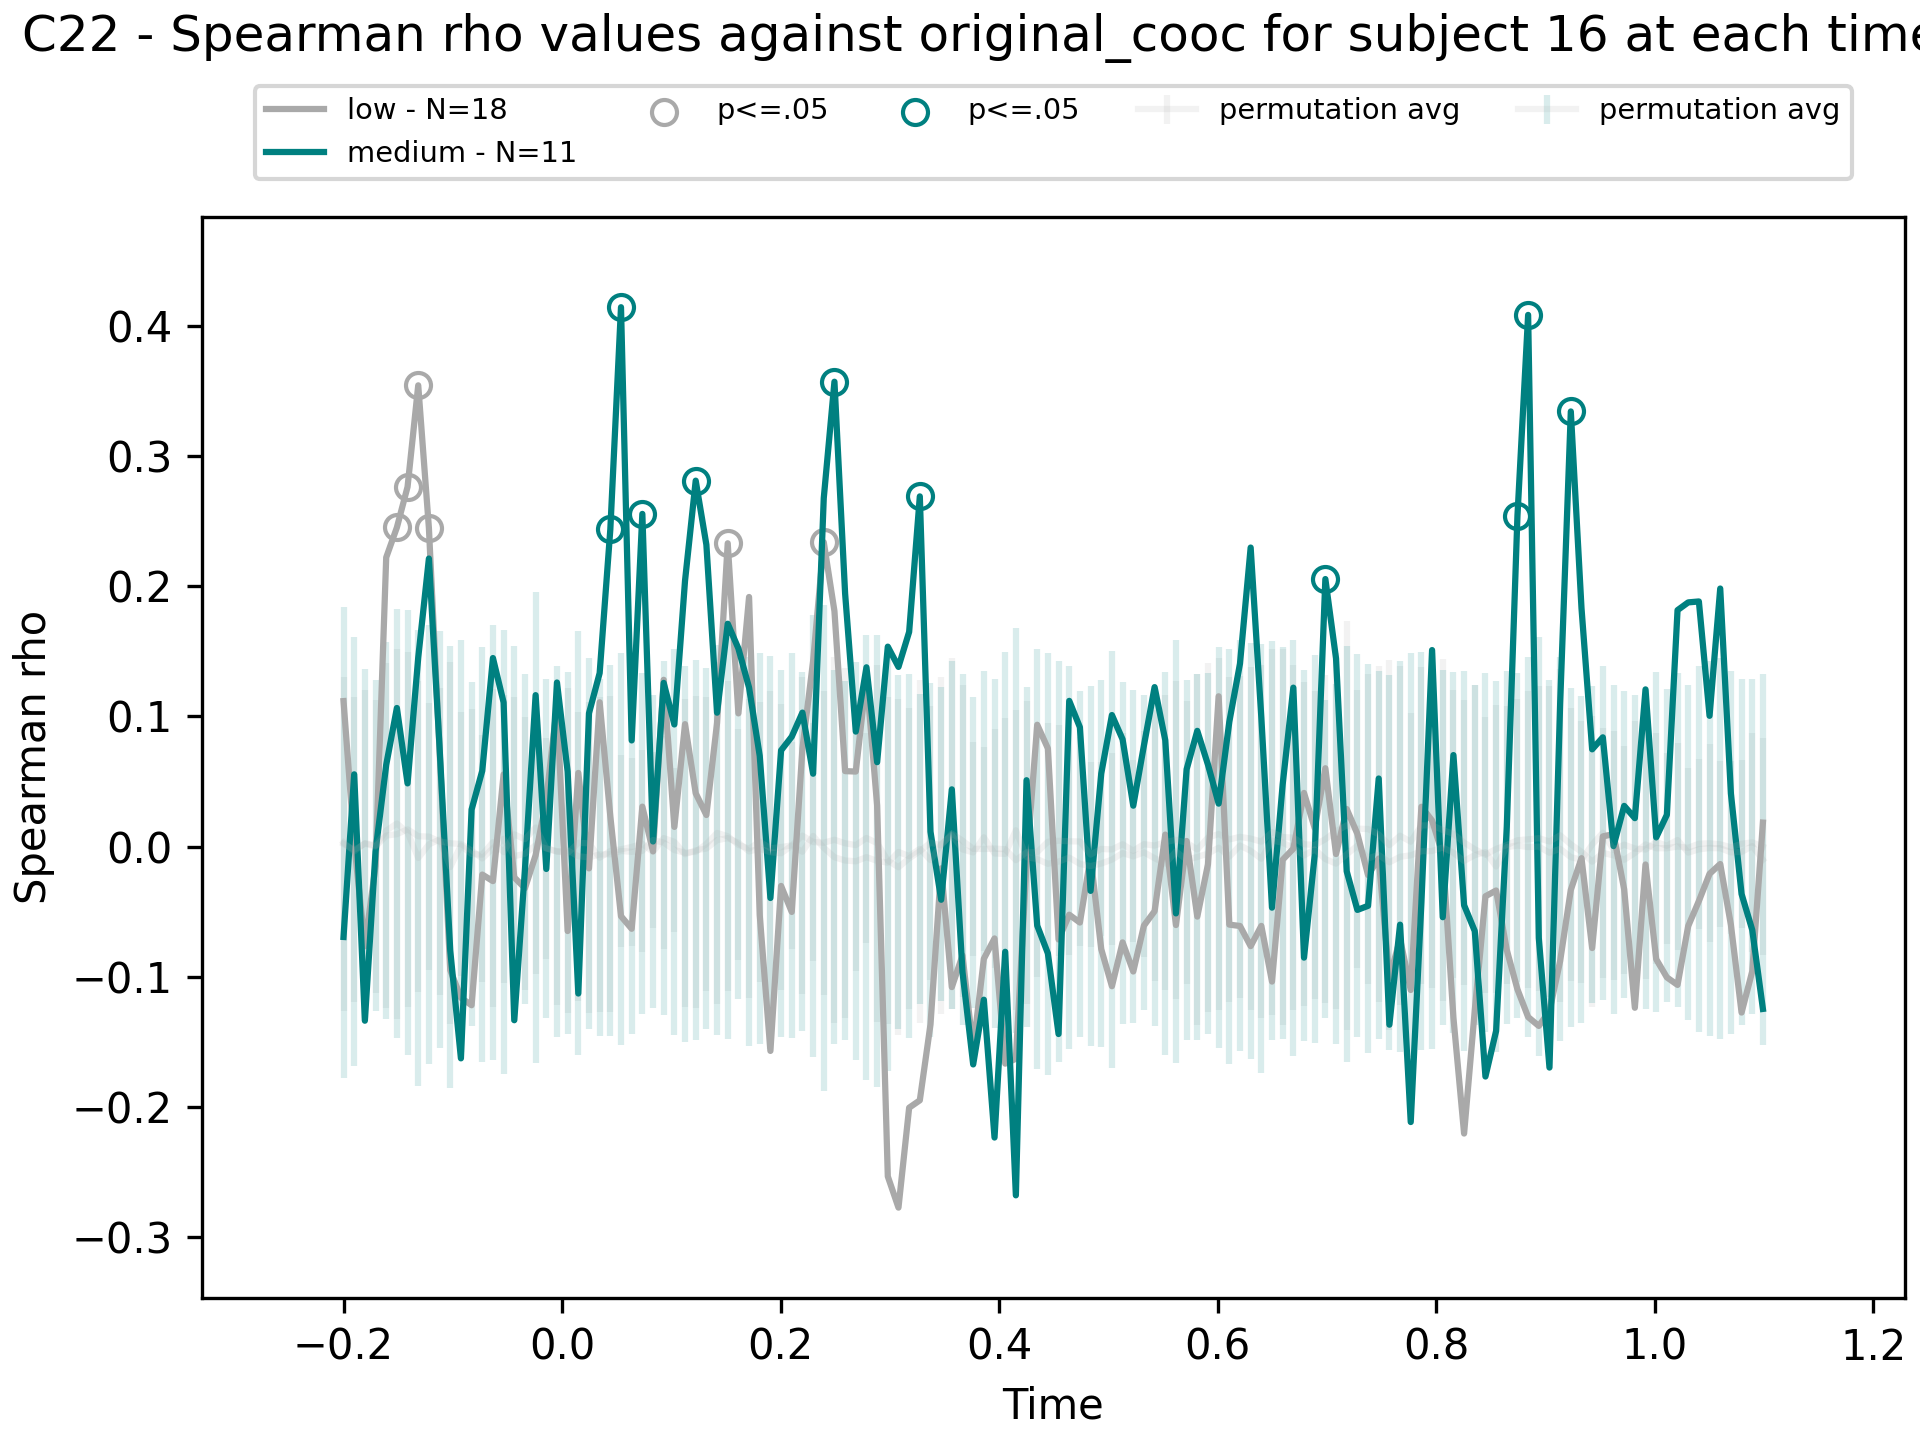 C22 - Spearman rho values against original_cooc for subject 16 at each time
low - N=18
medium - N=11
p<=.05
p<=.05
permutation avg
permutation avg
Spearman rho
0.4
0.3
0.2
0.1
0.0
−0.1
−0.2
−0.3
−0.2
0.0
0.2
0.4
0.6
0.8
1.0
1.2
Time